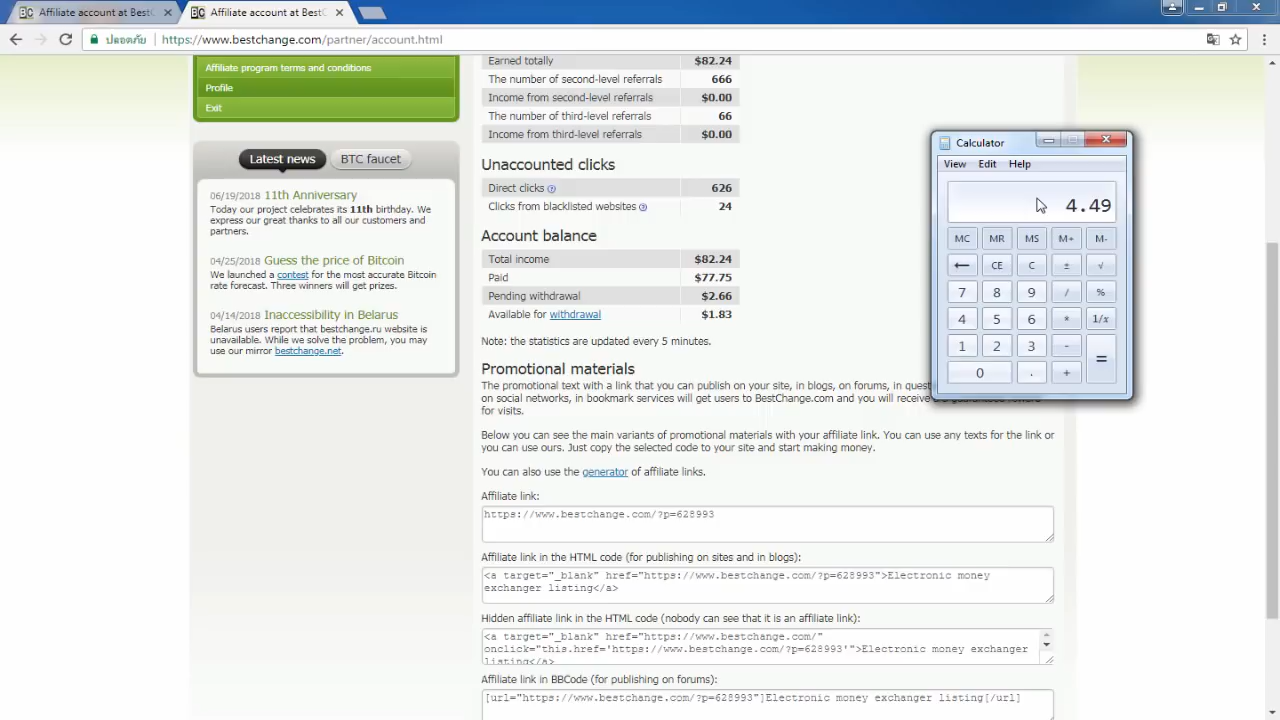 Affiliate account at BestC
Affiliate account at BestC
ปลอดภัย
https://www.bestchange.com/partner/account.html
Affiliate program terms and conditions
Profile
Exit
Latest news
BTC faucet
06/19/2018 11th Anniversary
Today our project celebrates its 11th birthday. We
express our great thanks to all our customers and
partners.
04/25/2018 Guess the price of Bitcoin
We launched a contest for the most accurate Bitcoin
rate forecast. Three winners will get prizes.
04/14/2018 Inaccessibility in Belarus
Belarus users report that bestchange.ru website is
unavailable. While we solve the problem, you may
use our mirror bestchange.net.
Earned totally $82.24
The number of second-level referrals 666
Income from second-level referrals $0.00
The number of third-level referrals 66
Income from third-level referrals $0.00
Unaccounted clicks
Direct clicks 626
Clicks from blacklisted websites 24
Account balance
Total income $82.24
Paid $77.75
Pending withdrawal $2.66
Available for withdrawal $1.83
Note: the statistics are updated every 5 minutes.
Promotional materials
The promotional text with a link that you can publish on your site, in blogs, on forums, in questi
on social networks, in bookmark services will get users to BestChange.com and you will receive
for visits.
Below you can see the main variants of promotional materials with your affiliate link. You can use any texts for the link or
you can use ours. Just copy the selected code to your site and start making money.
You can also use the generator of affiliate links.
Affiliate link:
https://www.bestchange.com/?p=628993
Affiliate link in the HTML code (for publishing on sites and in blogs):
<a target="_blank" href="https://www.bestchange.com/?p=628993">Electronic money
exchanger listing</a>
Hidden affiliate link in the HTML code (nobody can see that it is an affiliate link):
<a target="_blank" href="https://www.bestchange.com/"
onclick="this.href='https://www.bestchange.com/?p=628993'">Electronic money exchanger
listing</a>
Affiliate link in BBCode (for publishing on forums):
[url="https://www.bestchange.com/?p=628993"]Electronic money exchanger listing[/url]
Calculator
View Edit Help
4.49
MC MR MS M+ M-
← CE C ± √
7 8 9 / %
4 5 6 * 1/x
1 2 3 - =
0 . +